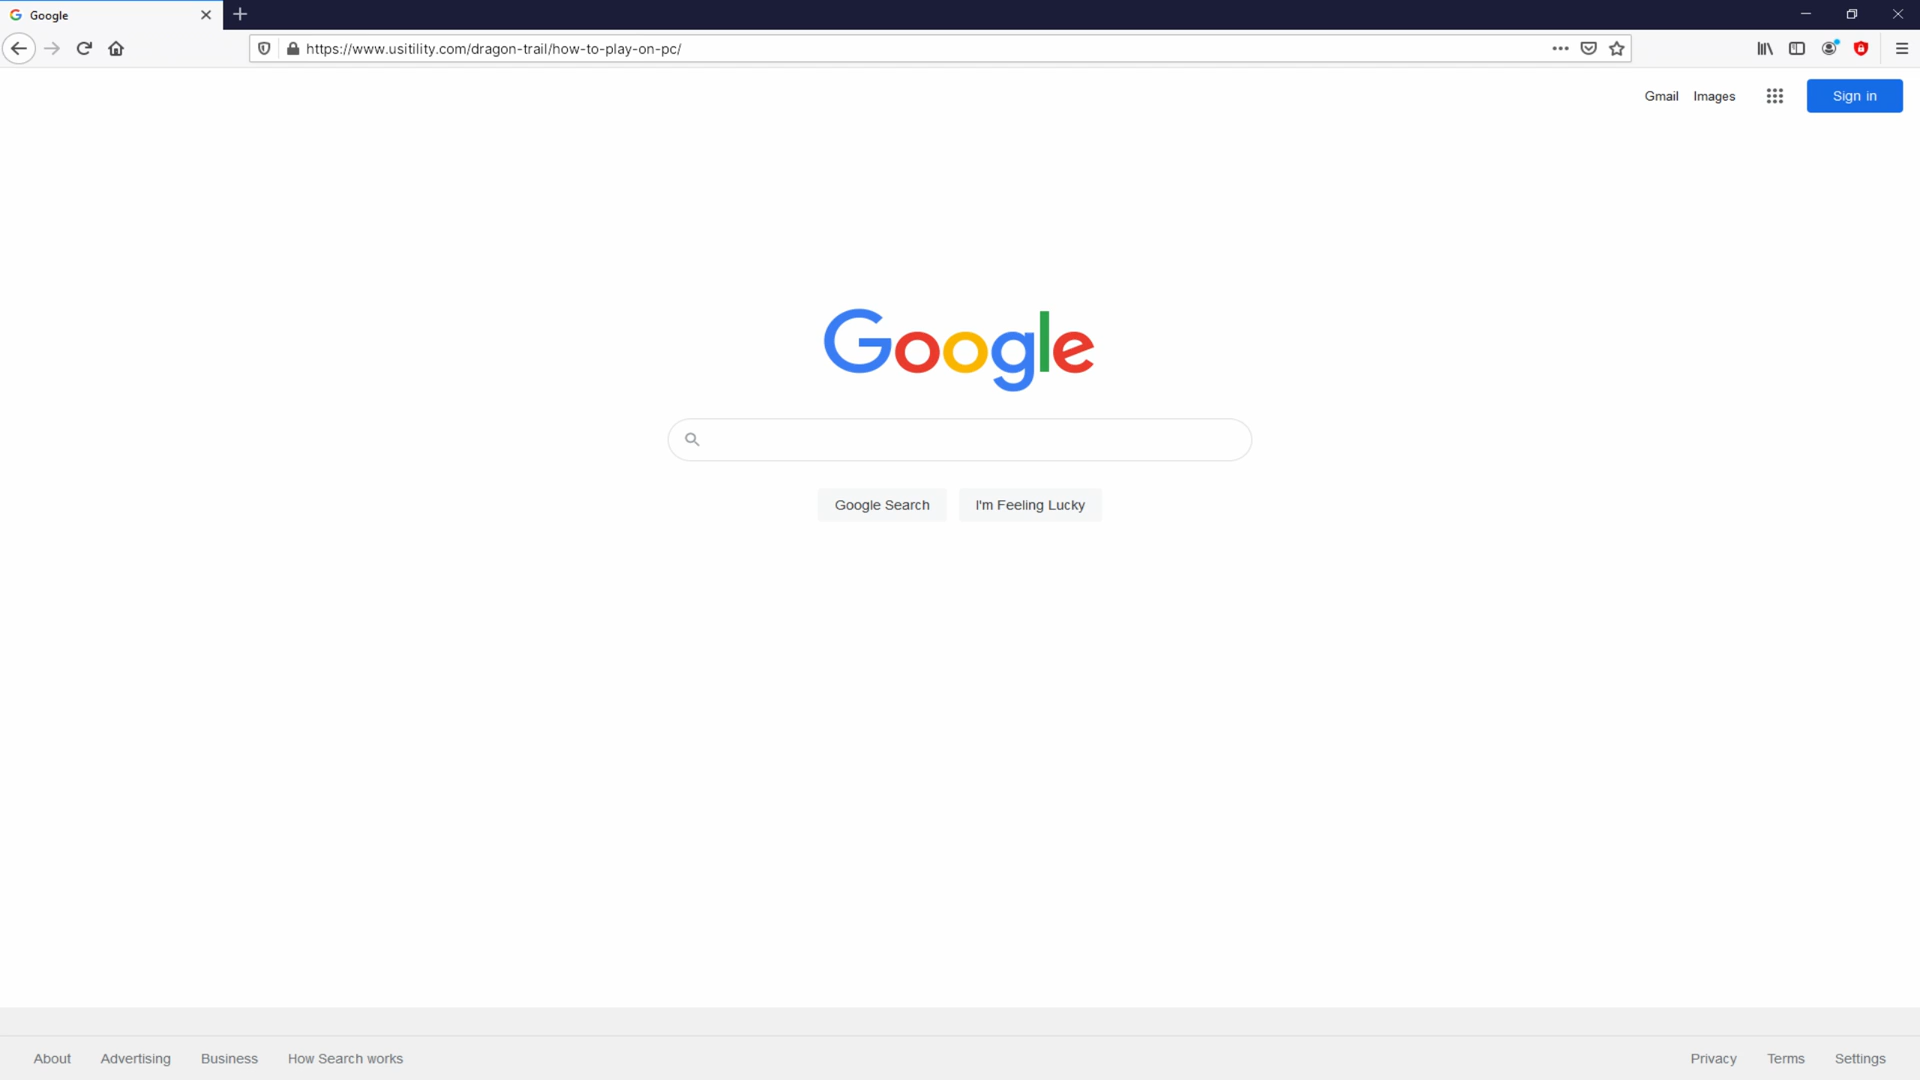 Google
https://www.usitility.com/dragon-trail/how-to-play-on-pc/
Gmail Images Sign in
Google
Google Search I'm Feeling Lucky
About Advertising Business How Search works Privacy Terms Settings